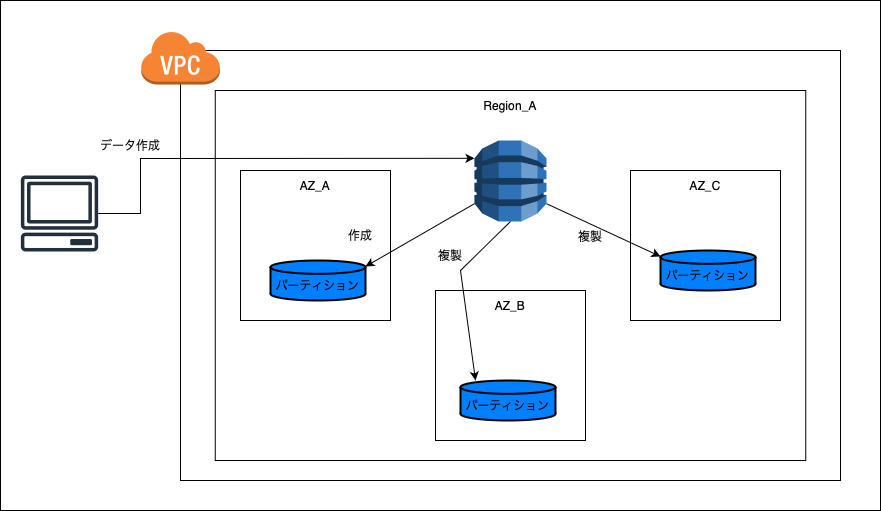 VPC
Region_A
データ作成
AZ_A
AZ_C
作成
複製
複製
パーティション
パーティション
AZ_B
パーティション